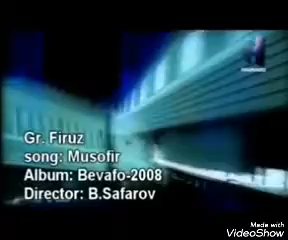 Gr. Firuz
song: Musofir
Album: Bevafo-2008
Director: B.Safarov
Made with
VideoShow